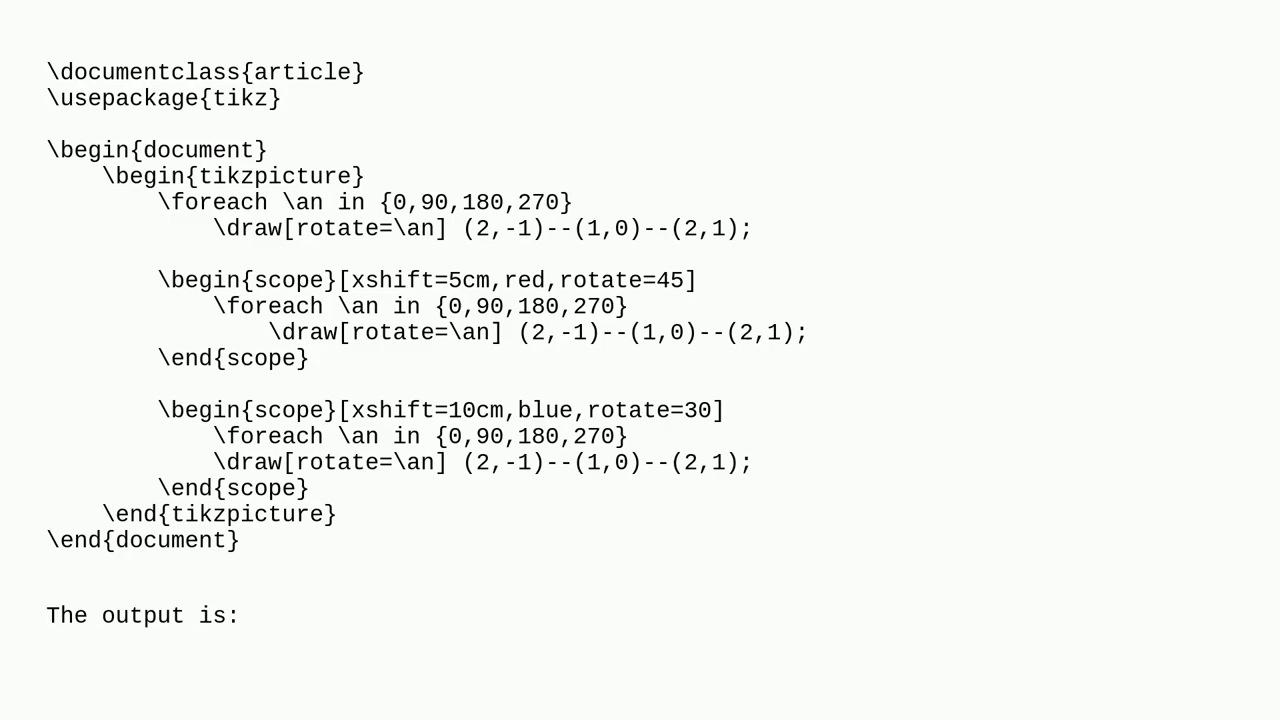 \documentclass{article}
\usepackage{tikz}

\begin{document}
    \begin{tikzpicture}
        \foreach \an in {0,90,180,270}
            \draw[rotate=\an] (2,-1)--(1,0)--(2,1);

        \begin{scope}[xshift=5cm,red,rotate=45]
            \foreach \an in {0,90,180,270}
                \draw[rotate=\an] (2,-1)--(1,0)--(2,1);
        \end{scope}

        \begin{scope}[xshift=10cm,blue,rotate=30]
            \foreach \an in {0,90,180,270}
            \draw[rotate=\an] (2,-1)--(1,0)--(2,1);
        \end{scope}
    \end{tikzpicture}
\end{document}

The output is: